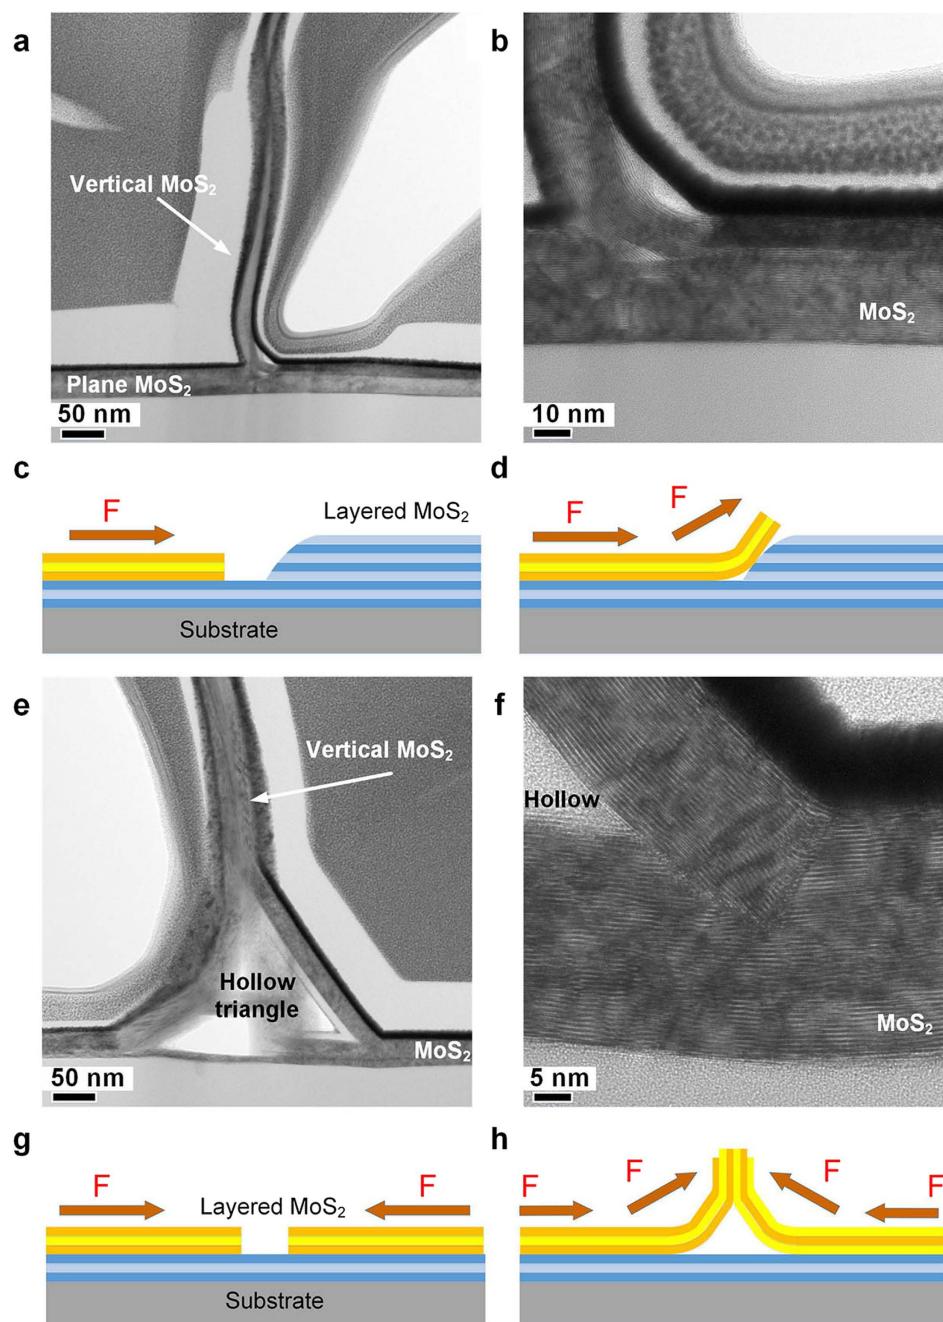 a
b
Vertical MoS₂
Plane MoS₂
50 nm
MoS₂
10 nm
c
d
F
Layered MoS₂
Substrate
F
F
e
f
Vertical MoS₂
Hollow
triangle
MoS₂
50 nm
Hollow
MoS₂
5 nm
g
h
F
Layered MoS₂
F
Substrate
F
F
F
F